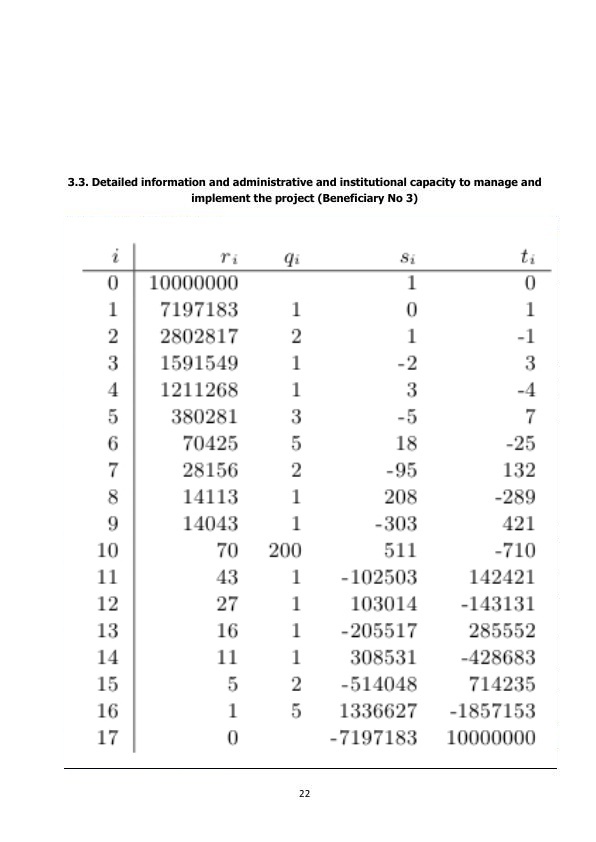 3.3. Detailed information and administrative and institutional capacity to manage and
implement the project (Beneficiary No 3)
i r i q i s i t i
0 10000000 1 0
1 7197183 1 0 1
2 2802817 2 1 -1
3 1591549 1 -2 3
4 1211268 1 3 -4
5 380281 3 -5 7
6 70425 5 18 -25
7 28156 2 -95 132
8 14113 1 208 -289
9 14043 1 -303 421
10 70 200 511 -710
11 43 1 -102503 142421
12 27 1 103014 -143131
13 16 1 -205517 285552
14 11 1 308531 -428683
15 5 2 -514048 714235
16 1 5 1336627 -1857153
17 0 -7197183 10000000
22